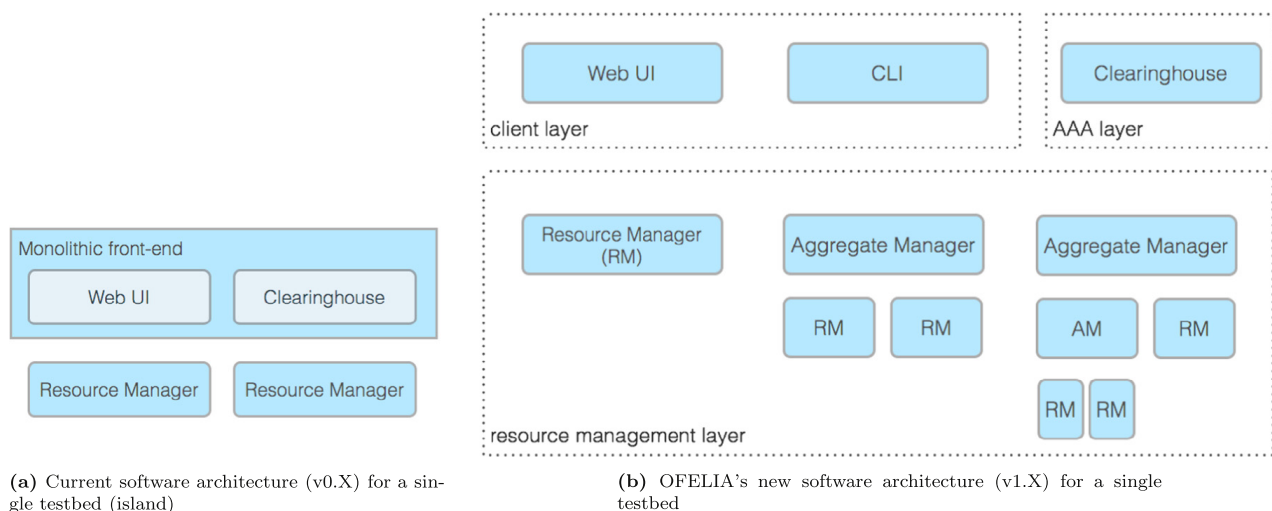 Monolithic front-end
Web UI
Clearinghouse
Resource Manager
Resource Manager
(a) Current software architecture (v0.X) for a sin-
gle testbed (island)
Web UI
CLI
client layer
Clearinghouse
AAA layer
Resource Manager
(RM)
Aggregate Manager
Aggregate Manager
RM
RM
AM
RM
RM
RM
resource management layer
(b) OFELIA's new software architecture (v1.X) for a single
testbed